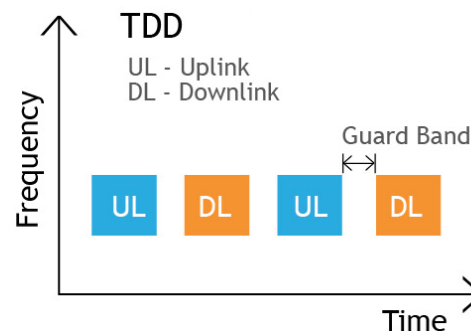 TDD
UL - Uplink
DL - Downlink
Guard Band
Frequency
UL DL UL DL
Time